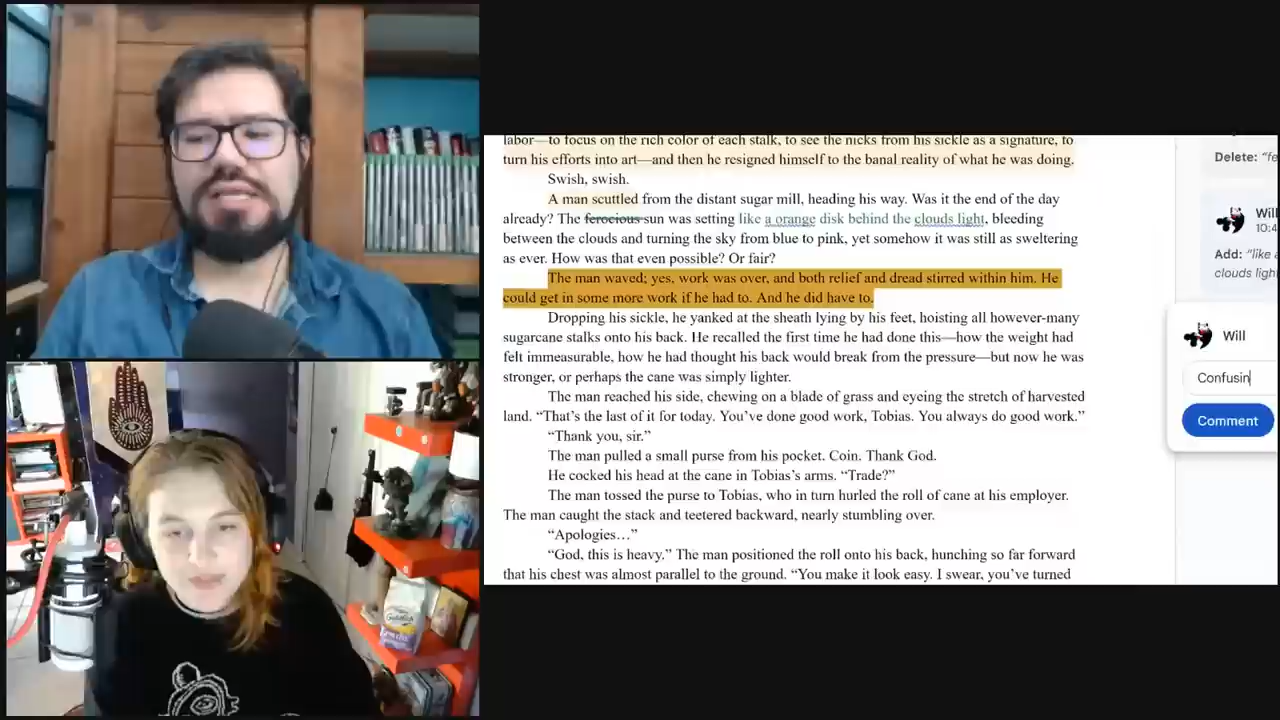 labor—to focus on the rich color of each stalk, to see the nicks from his sickle as a signature, to
turn his efforts into art—and then he resigned himself to the banal reality of what he was doing.
Swish, swish.
A man scuttled from the distant sugar mill, heading his way. Was it the end of the day
already? The ferocious sun was setting like a orange disk behind the clouds light, bleeding
between the clouds and turning the sky from blue to pink, yet somehow it was still as sweltering
as ever. How was that even possible? Or fair?
The man waved; yes, work was over, and both relief and dread stirred within him. He
could get in some more work if he had to. And he did have to.
Dropping his sickle, he yanked at the sheath lying by his feet, hoisting all however-many
sugarcane stalks onto his back. He recalled the first time he had done this—how the weight had
felt immeasurable, how he had thought his back would break from the pressure—but now he was
stronger, or perhaps the cane was simply lighter.
The man reached his side, chewing on a blade of grass and eyeing the stretch of harvested
land. “That’s the last of it for today. You’ve done good work, Tobias. You always do good work.”
“Thank you, sir.”
The man pulled a small purse from his pocket. Coin. Thank God.
He cocked his head at the cane in Tobias’s arms. “Trade?”
The man tossed the purse to Tobias, who in turn hurled the roll of cane at his employer.
The man caught the stack and teetered backward, nearly stumbling over.
“Apologies…”
“God, this is heavy.” The man positioned the roll onto his back, hunching so far forward
that his chest was almost parallel to the ground. “You make it look easy. I swear, you’ve turned
Delete: “fe
Will
10:4
Add: “like a
clouds ligh
Will
Confusin
Comment
Goldfish